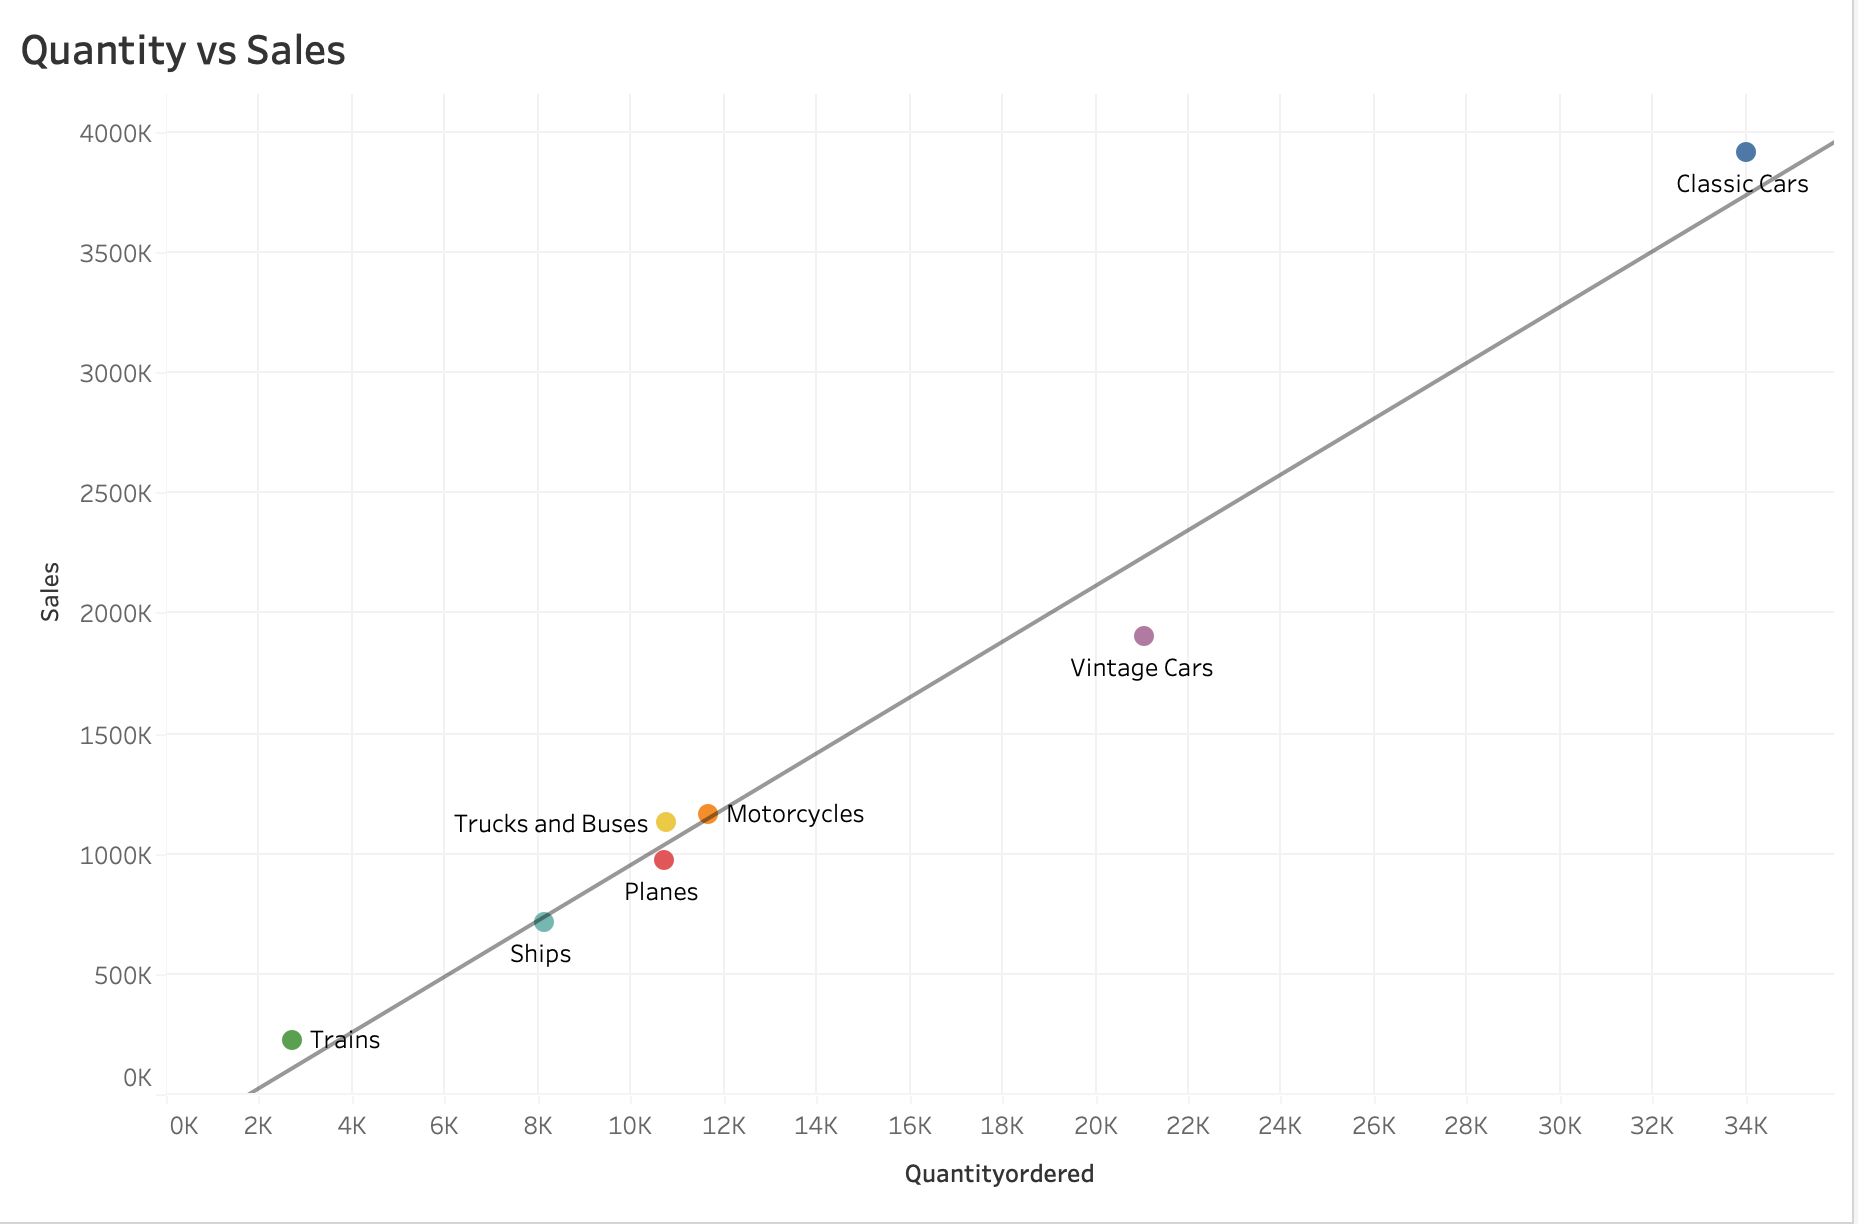 Quantity vs Sales
4000K
Classic Cars
3500K
3000K
2500K
Sales
2000K
Vintage Cars
1500K
Trucks and Buses
Motorcycles
1000K
Planes
Ships
500K
Trains
0K
0K 2K 4K 6K 8K 10K 12K 14K 16K 18K 20K 22K 24K 26K 28K 30K 32K 34K
Quantityordered